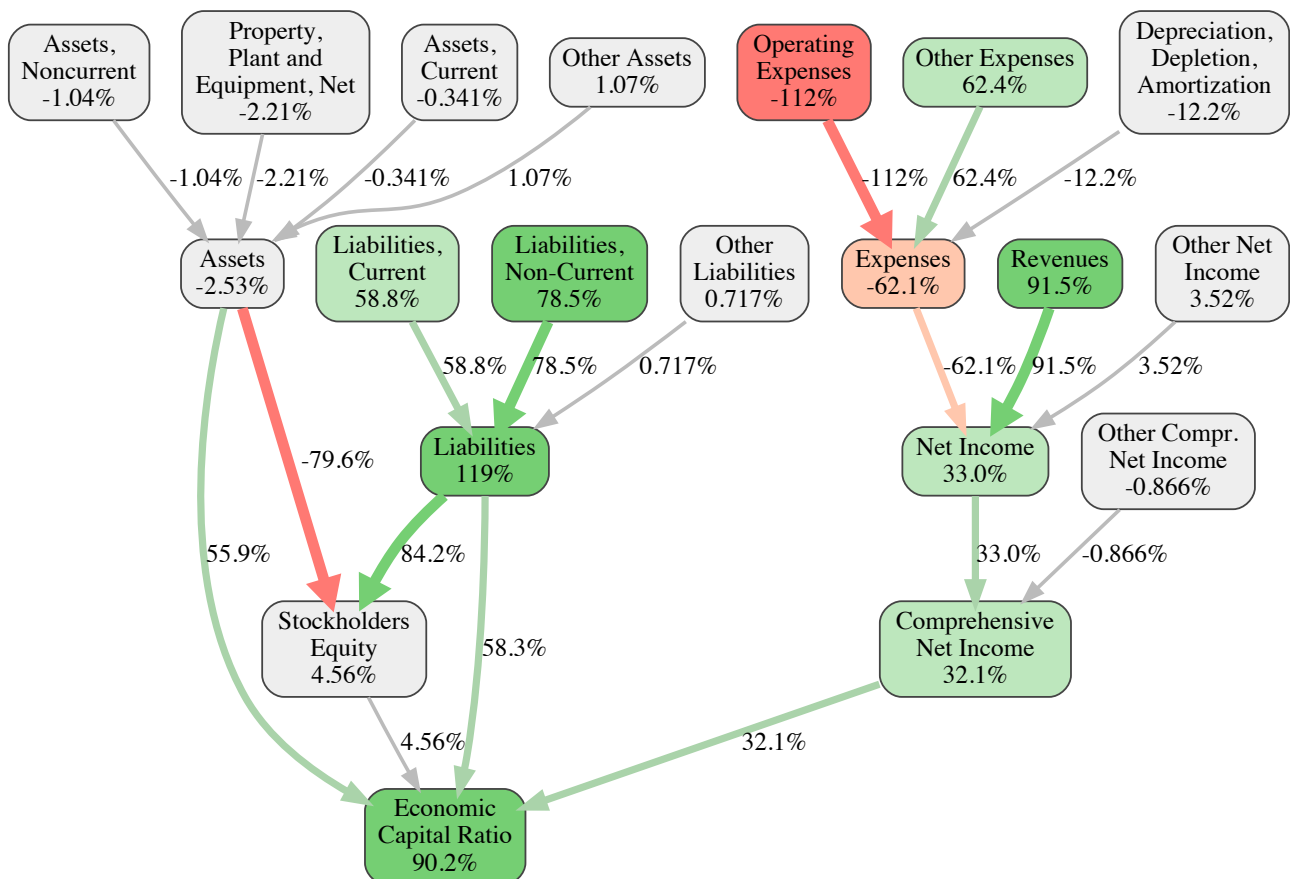 Assets,
Noncurrent
-1.04%
Property,
Plant and
Equipment, Net
-2.21%
Assets,
Current
-0.341%
Other Assets
1.07%
Operating
Expenses
-112%
Other Expenses
62.4%
Depreciation,
Depletion,
Amortization
-12.2%
-1.04%
-2.21%
-0.341%
1.07%
-112%
62.4%
-12.2%
Assets
-2.53%
Liabilities,
Current
58.8%
Liabilities,
Non-Current
78.5%
Other
Liabilities
0.717%
Expenses
-62.1%
Revenues
91.5%
Other Net
Income
3.52%
58.8%
78.5%
0.717%
-62.1%
91.5%
3.52%
-79.6%
Liabilities
119%
Net Income
33.0%
Other Compr.
Net Income
-0.866%
55.9%
84.2%
33.0%
-0.866%
Stockholders
Equity
4.56%
58.3%
Comprehensive
Net Income
32.1%
4.56%
32.1%
Economic
Capital Ratio
90.2%